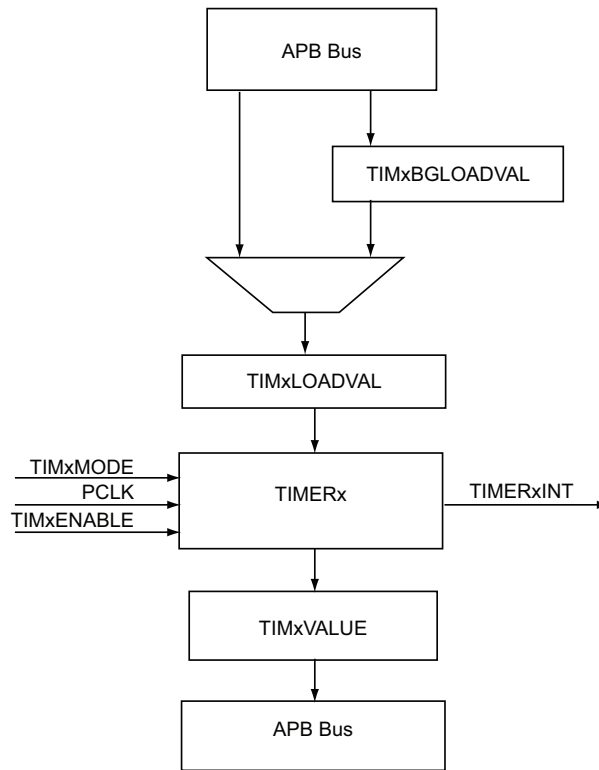 APB Bus
TIMxBGLOADVAL
TIMxLOADVAL
TIMxMODE
PCLK
TIMxENABLE
TIMERx
TIMERxINT
TIMxVALUE
APB Bus